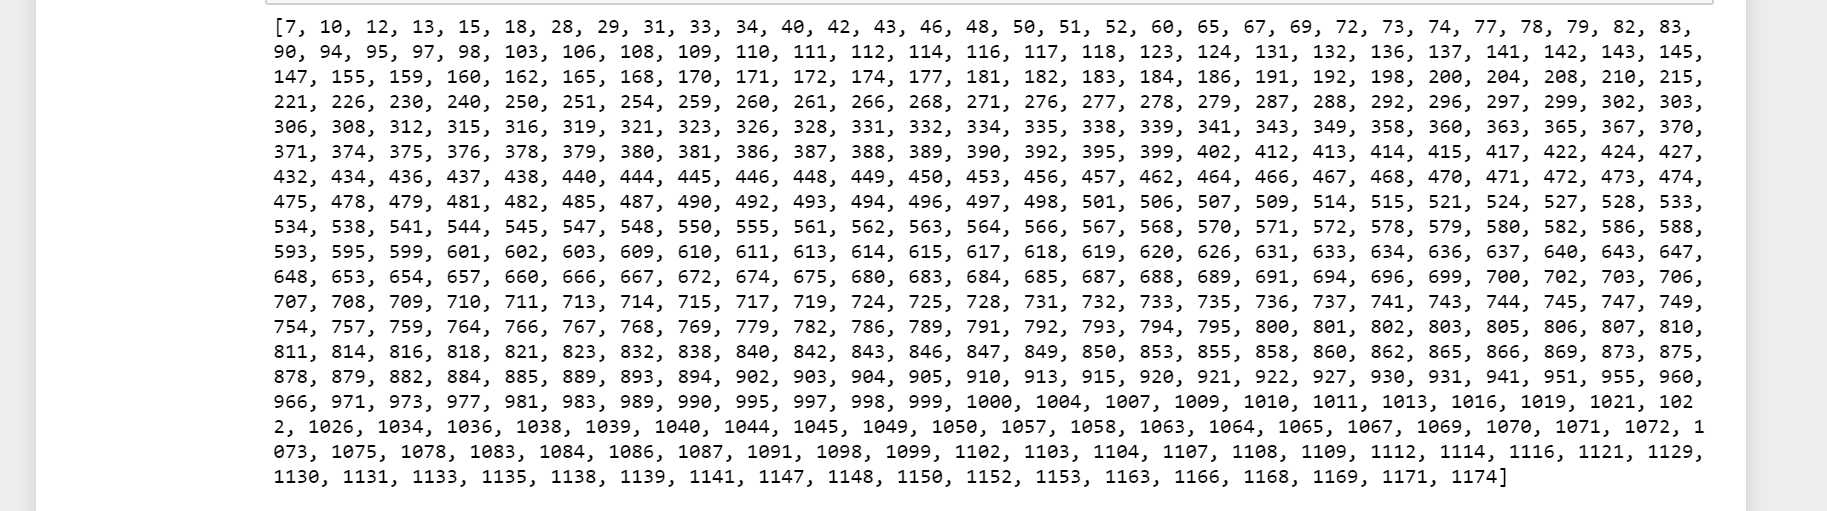 [7, 10, 12, 13, 15, 18, 28, 29, 31, 33, 34, 40, 42, 43, 46, 48, 50, 51, 52, 60, 65, 67, 69, 72, 73, 74, 77, 78, 79, 82, 83,
90, 94, 95, 97, 98, 103, 106, 108, 109, 110, 111, 112, 114, 116, 117, 118, 123, 124, 131, 132, 136, 137, 141, 142, 143, 145,
147, 155, 159, 160, 162, 165, 168, 170, 171, 172, 174, 177, 181, 182, 183, 184, 186, 191, 192, 198, 200, 204, 208, 210, 215,
221, 226, 230, 240, 250, 251, 254, 259, 260, 261, 266, 268, 271, 276, 277, 278, 279, 287, 288, 292, 296, 297, 299, 302, 303,
306, 308, 312, 315, 316, 319, 321, 323, 326, 328, 331, 332, 334, 335, 338, 339, 341, 343, 349, 358, 360, 363, 365, 367, 370,
371, 374, 375, 376, 378, 379, 380, 381, 386, 387, 388, 389, 390, 392, 395, 399, 402, 412, 413, 414, 415, 417, 422, 424, 427,
432, 434, 436, 437, 438, 440, 444, 445, 446, 448, 449, 450, 453, 456, 457, 462, 464, 466, 467, 468, 470, 471, 472, 473, 474,
475, 478, 479, 481, 482, 485, 487, 490, 492, 493, 494, 496, 497, 498, 501, 506, 507, 509, 514, 515, 521, 524, 527, 528, 533,
534, 538, 541, 544, 545, 547, 548, 550, 555, 561, 562, 563, 564, 566, 567, 568, 570, 571, 572, 578, 579, 580, 582, 586, 588,
593, 595, 599, 601, 602, 603, 609, 610, 611, 613, 614, 615, 617, 618, 619, 620, 626, 631, 633, 634, 636, 637, 640, 643, 647,
648, 653, 654, 657, 660, 666, 667, 672, 674, 675, 680, 683, 684, 685, 687, 688, 689, 691, 694, 696, 699, 700, 702, 703, 706,
707, 708, 709, 710, 711, 713, 714, 715, 717, 719, 724, 725, 728, 731, 732, 733, 735, 736, 737, 741, 743, 744, 745, 747, 749,
754, 757, 759, 764, 766, 767, 768, 769, 779, 782, 786, 789, 791, 792, 793, 794, 795, 800, 801, 802, 803, 805, 806, 807, 810,
811, 814, 816, 818, 821, 823, 832, 838, 840, 842, 843, 846, 847, 849, 850, 853, 855, 858, 860, 862, 865, 866, 869, 873, 875,
878, 879, 882, 884, 885, 889, 893, 894, 902, 903, 904, 905, 910, 913, 915, 920, 921, 922, 927, 930, 931, 941, 951, 955, 960,
966, 971, 973, 977, 981, 983, 989, 990, 995, 997, 998, 999, 1000, 1004, 1007, 1009, 1010, 1011, 1013, 1016, 1019, 1021, 102
2, 1026, 1034, 1036, 1038, 1039, 1040, 1044, 1045, 1049, 1050, 1057, 1058, 1063, 1064, 1065, 1067, 1069, 1070, 1071, 1072, 1
073, 1075, 1078, 1083, 1084, 1086, 1087, 1091, 1098, 1099, 1102, 1103, 1104, 1107, 1108, 1109, 1112, 1114, 1116, 1121, 1129,
1130, 1131, 1133, 1135, 1138, 1139, 1141, 1147, 1148, 1150, 1152, 1153, 1163, 1166, 1168, 1169, 1171, 1174]